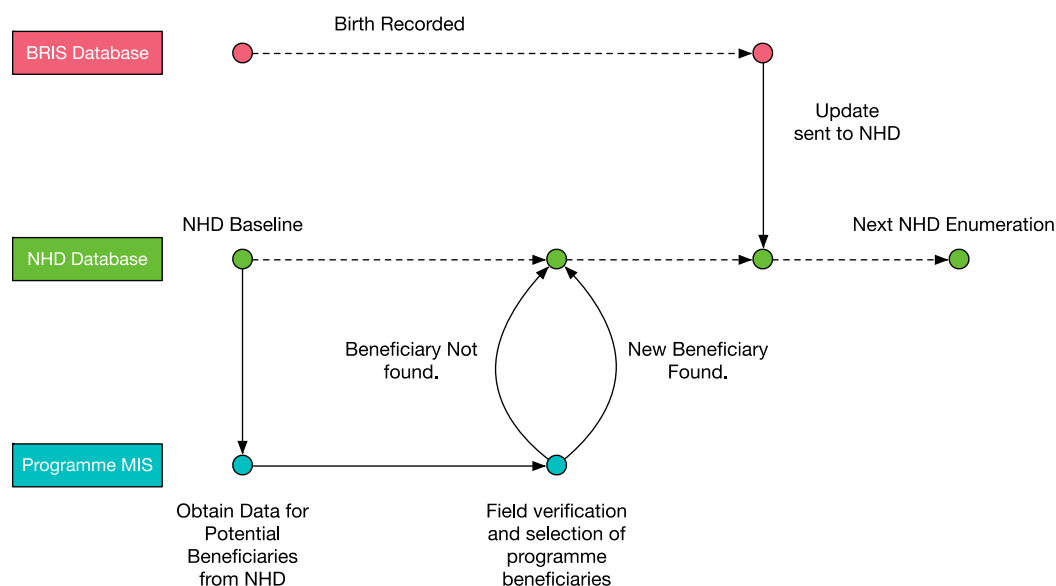 Birth Recorded
BRIS Database
Update
sent to NHD
NHD Baseline
Next NHD Enumeration
NHD Database
Beneficiary Not
found.
New Beneficiary
Found.
Programme MIS
Obtain Data for
Potential
Beneficiaries
from NHD
Field verification
and selection of
programme
beneficiaries